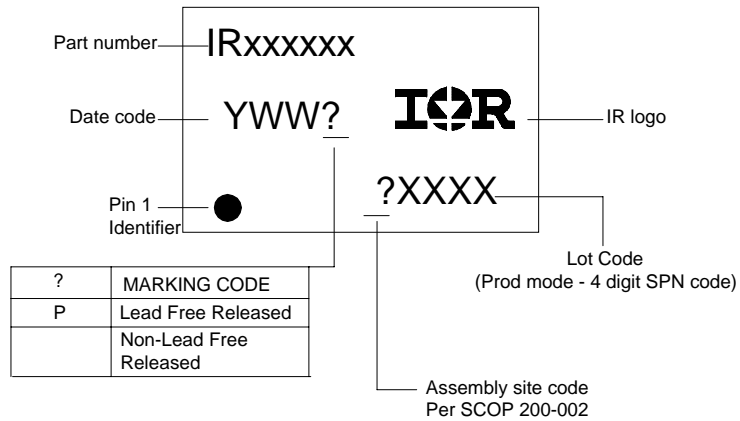 Part number
IRxxxxxx
Date code
YWW?
IOR
IR logo
?XXXX
Pin 1
Identifier
Lot Code
(Prod mode - 4 digit SPN code)
? MARKING CODE
P Lead Free Released
Non-Lead Free
Released
Assembly site code
Per SCOP 200-002